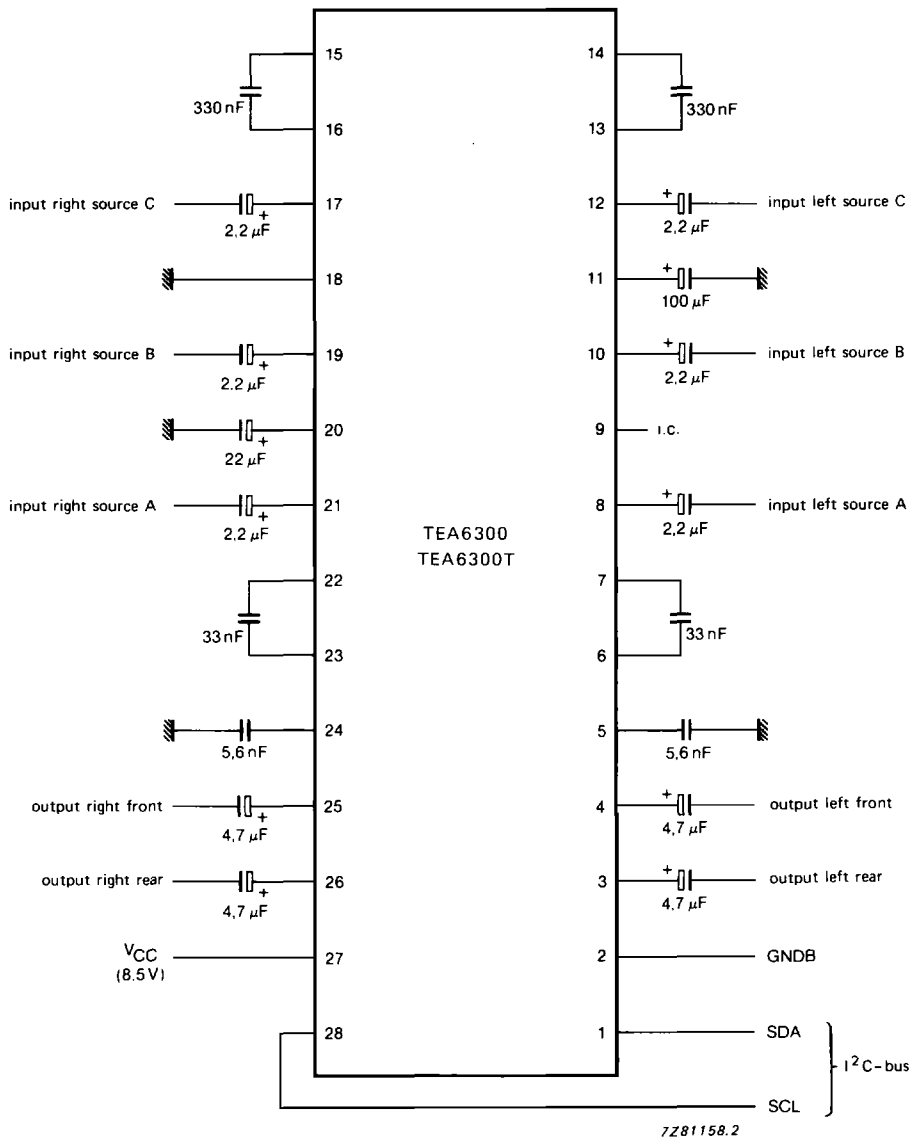 15 14
330 nF 330 nF
16 13
input right source C 17 12 input left source C
+ +
2,2 µF 2,2 µF
18 11 +
100 µF
input right source B 19 10 input left source B
+ +
2,2 µF 2,2 µF
20 9 I.C.
+
22 µF
input right source A 21 8 input left source A
+ +
2,2 µF 2,2 µF
TEA6300
TEA6300T
22 7
33 nF 33 nF
23 6
24 5
5,6 nF 5,6 nF
output right front 25 4 output left front
+ +
4,7 µF 4,7 µF
output right rear 26 3 output left rear
+ +
4,7 µF 4,7 µF
VCC 27 2 GNDB
(8.5 V)
28 1 SDA
I²C-bus
SCL
7Z81158.2